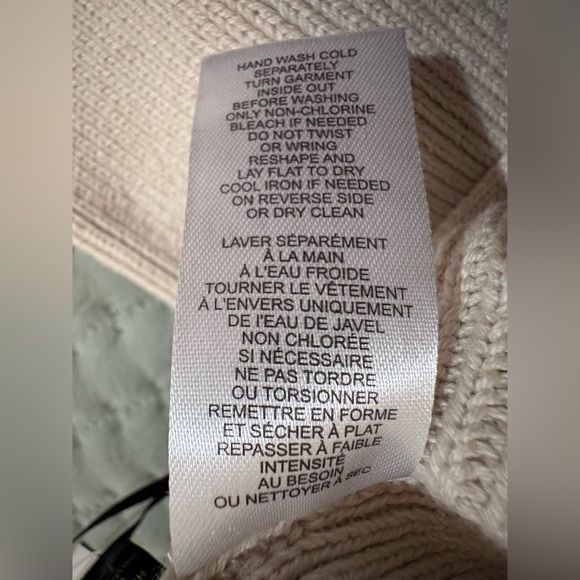 HAND WASH COLD
SEPARATELY
TURN GARMENT
INSIDE OUT
BEFORE WASHING
ONLY NON-CHLORINE
BLEACH IF NEEDED
DO NOT TWIST
OR WRING
RESHAPE AND
LAY FLAT TO DRY
COOL IRON IF NEEDED
ON REVERSE SIDE
OR DRY CLEAN
LAVER SÉPARÉMENT
À LA MAIN
À L'EAU FROIDE
TOURNER LE VÊTEMENT
À L'ENVERS UNIQUEMENT
DE l'EAU DE JAVEL
NON CHLORÉE
SI NÉCESSAIRE
NE PAS TORDRE
OU TORSIONNER
REMETTRE EN FORME
ET SÉCHER À PLAT
REPASSER À FAIBLE
INTENSITÉ
AU BESOIN
OU NETTOYER À SEC